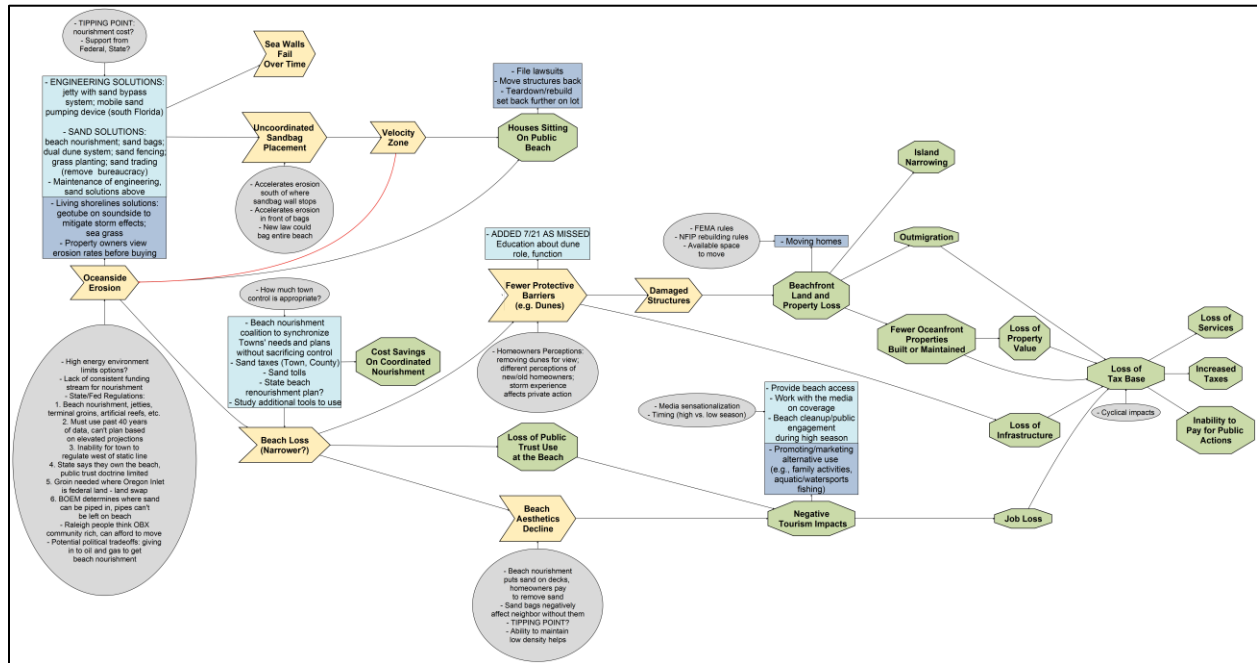 - TIPPING POINT:
nourishment cost?
- Support from
Federal, State?
Sea Walls
Fail
Over Time
- ENGINEERING SOLUTIONS:
jetty with sand bypass
system; mobile sand
pumping device (south Florida)
- SAND SOLUTIONS:
beach nourishment; sand bags;
dual dune system; sand fencing;
grass planting; sand trading
(remove bureaucracy)
- Maintenance of engineering,
sand solutions above
- Living shorelines solutions:
geotube on soundside to
mitigate storm effects;
sea grass
- Property owners view
erosion rates before buying
Oceanside
Erosion
- High energy environment
limits options?
- Lack of consistent funding
stream for nourishment
- State/Fed Regulations:
1. Beach nourishment, jetties,
terminal groins, artificial reefs, etc.
2. Must use past 40 years
of data, can't plan based
on elevated projections
3. Inability for town to
regulate west of static line
4. State says they own the beach,
public trust doctrine limited
5. Groin needed where Oregon Inlet
is federal land - land swap
6. BOEM determines where sand
can be piped in, pipes can't
be left on beach
- Raleigh people think OBX
community rich, can afford to move
- Potential political tradeoffs: giving
in to oil and gas to get
beach nourishment
Uncoordinated
Sandbag
Placement
- Accelerates erosion
south of where
sandbag wall stops
- Accelerates erosion
in front of bags
- New law could
bag entire beach
Velocity
Zone
- File lawsuits
- Move structures back
- Teardown/rebuild
set back further on lot
Houses Sitting
On Public
Beach
- How much town
control is appropriate?
- Beach nourishment
coalition to synchronize
Towns' needs and plans
without sacrificing control
- Sand taxes (Town, County)
- Sand tolls
- State beach
renourishment plan?
- Study additional tools to use
Cost Savings
On Coordinated
Nourishment
Beach Loss
(Narrower?)
- ADDED 7/21 AS MISSED
Education about dune
role, function
Fewer Protective
Barriers
(e.g. Dunes)
- Homeowners Perceptions:
removing dunes for view;
different perceptions of
new/old homeowners;
storm experience
affects private action
Damaged
Structures
- FEMA rules
- NFIP rebuilding rules
- Available space
to move
- Moving homes
Beachfront
Land and
Property Loss
Island
Narrowing
Outmigration
Fewer Oceanfront
Properties
Built or Maintained
Loss of
Property
Value
Loss of
Tax Base
- Cyclical impacts
Loss of
Services
Increased
Taxes
Inability to
Pay for Public
Actions
Loss of
Infrastructure
Loss of Public
Trust Use
at the Beach
- Media sensationalization
- Timing (high vs. low season)
- Provide beach access
- Work with the media
on coverage
- Beach cleanup/public
engagement
during high season
- Promoting/marketing
alternative use
(e.g., family activities,
aquatic/watersports
fishing)
Negative
Tourism Impacts
Job Loss
Beach
Aesthetics
Decline
- Beach nourishment
puts sand on decks,
homeowners pay
to remove sand
- Sand bags negatively
affect neighbor without them
- TIPPING POINT?
- Ability to maintain
low density helps